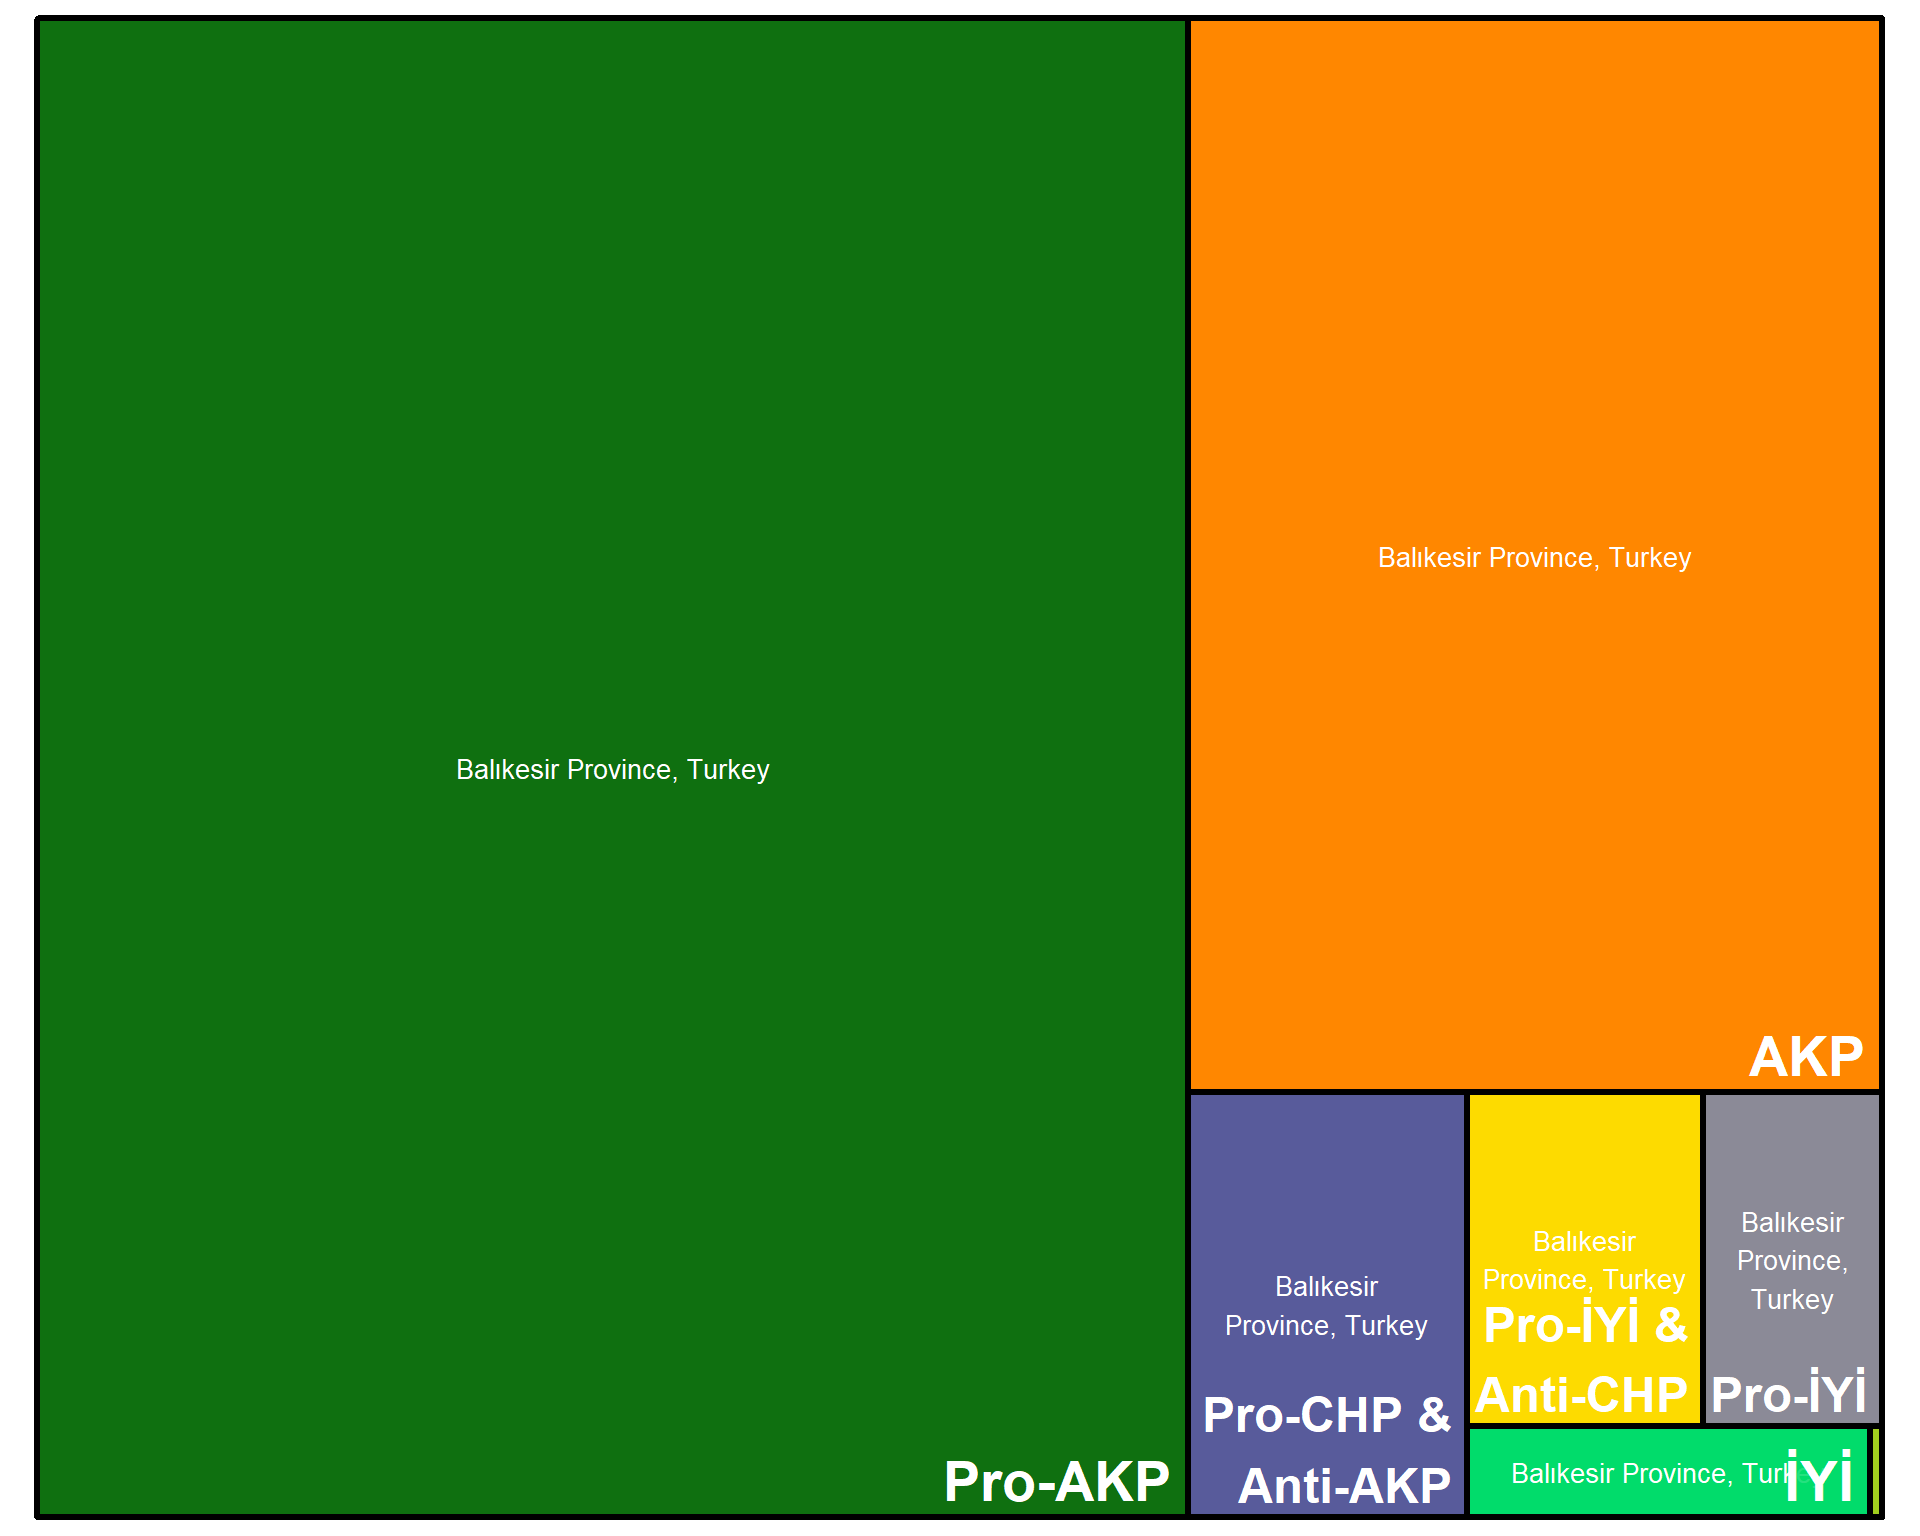 Balıkesir Province, Turkey
Pro-AKP
Balıkesir Province, Turkey
AKP
Balıkesir
Province, Turkey
Pro-CHP &
Anti-AKP
Balıkesir
Province, Turkey
Pro-İYİ &
Anti-CHP
Balıkesir
Province,
Turkey
Pro-İYİ
Balıkesir Province,
İYİ